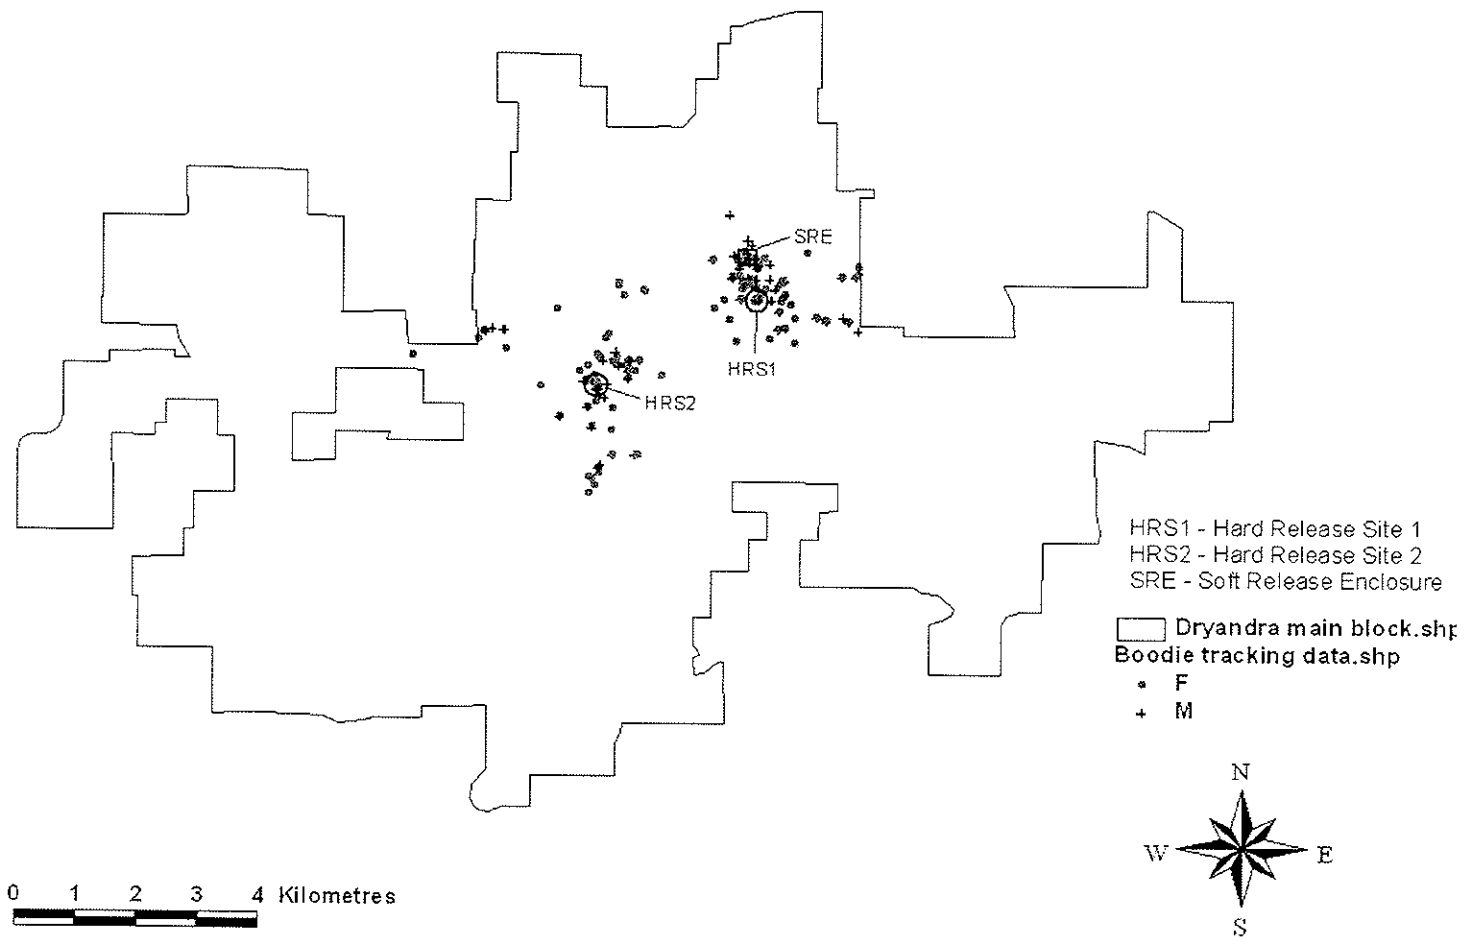 SRE
HRS1
HRS2
HRS1 - Hard Release Site 1
HRS2 - Hard Release Site 2
SRE - Soft Release Enclosure
Dryandra main block.shp
Boodie tracking data.shp
F
M
N
W E
S
0 1 2 3 4 Kilometres